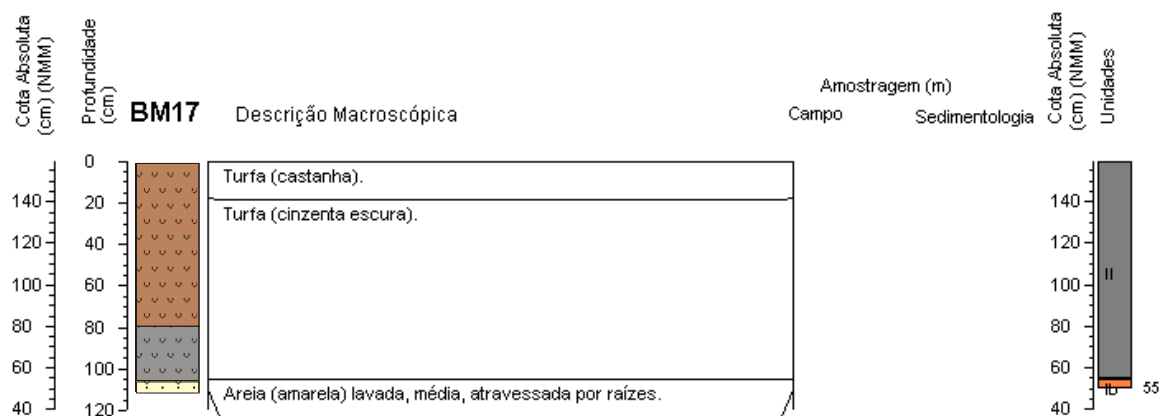 Cota Absoluta
(cm) (NMM)
Profundidade
(cm)
BM17
Descrição Macroscópica
Amostragem (m)
Campo
Sedimentologia
Cota Absoluta
(cm) (NMM)
Unidades
0
Turfa (castanha).
140
20
Turfa (cinzenta escura).
140
120
40
120
100
60
100
II
80
80
80
60
100
60
40
120
Areia (amarela) lavada, média, atravessada por raízes.
40
Ib
55